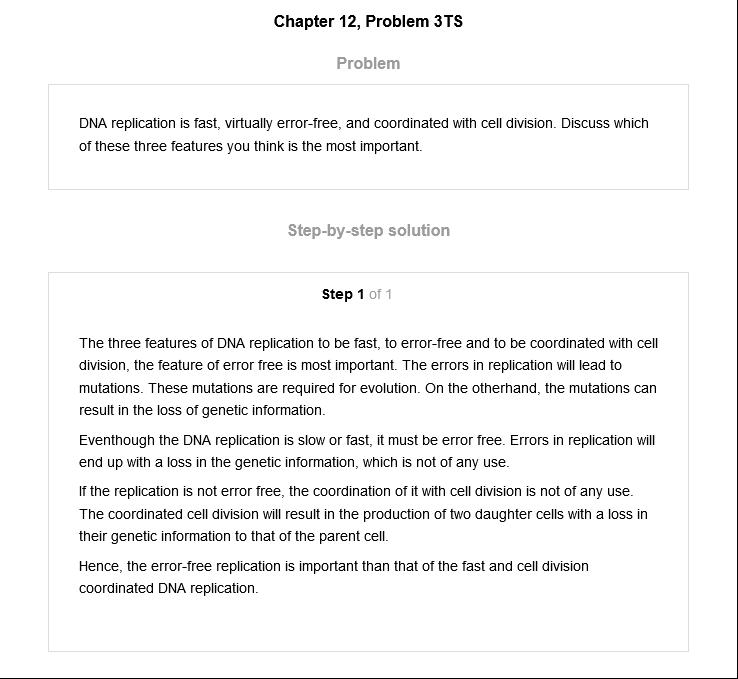 Chapter 12, Problem 3TS
Problem
DNA replication is fast, virtually error-free, and coordinated with cell division. Discuss which
of these three features you think is the most important.
Step-by-step solution
Step 1 of 1
The three features of DNA replication to be fast, to error-free and to be coordinated with cell
division, the feature of error free is most important. The errors in replication will lead to
mutations. These mutations are required for evolution. On the otherhand, the mutations can
result in the loss of genetic information.
Eventhough the DNA replication is slow or fast, it must be error free. Errors in replication will
end up with a loss in the genetic information, which is not of any use.
If the replication is not error free, the coordination of it with cell division is not of any use.
The coordinated cell division will result in the production of two daughter cells with a loss in
their genetic information to that of the parent cell.
Hence, the error-free replication is important than that of the fast and cell division
coordinated DNA replication.